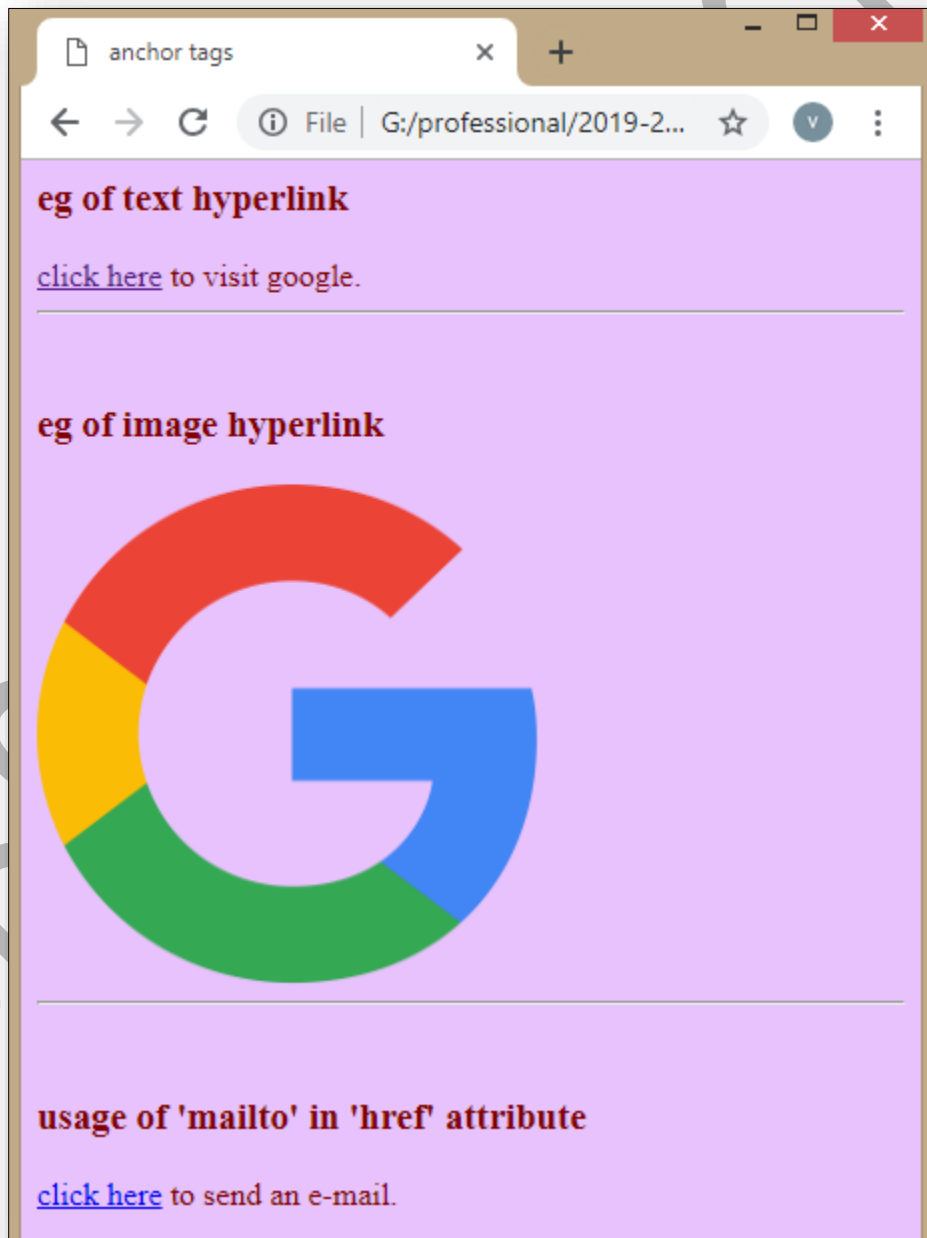 anchor tags
File | G:/professional/2019-2...
V
eg of text hyperlink
click here to visit google.
eg of image hyperlink
G
usage of 'mailto' in 'href' attribute
click here to send an e-mail.